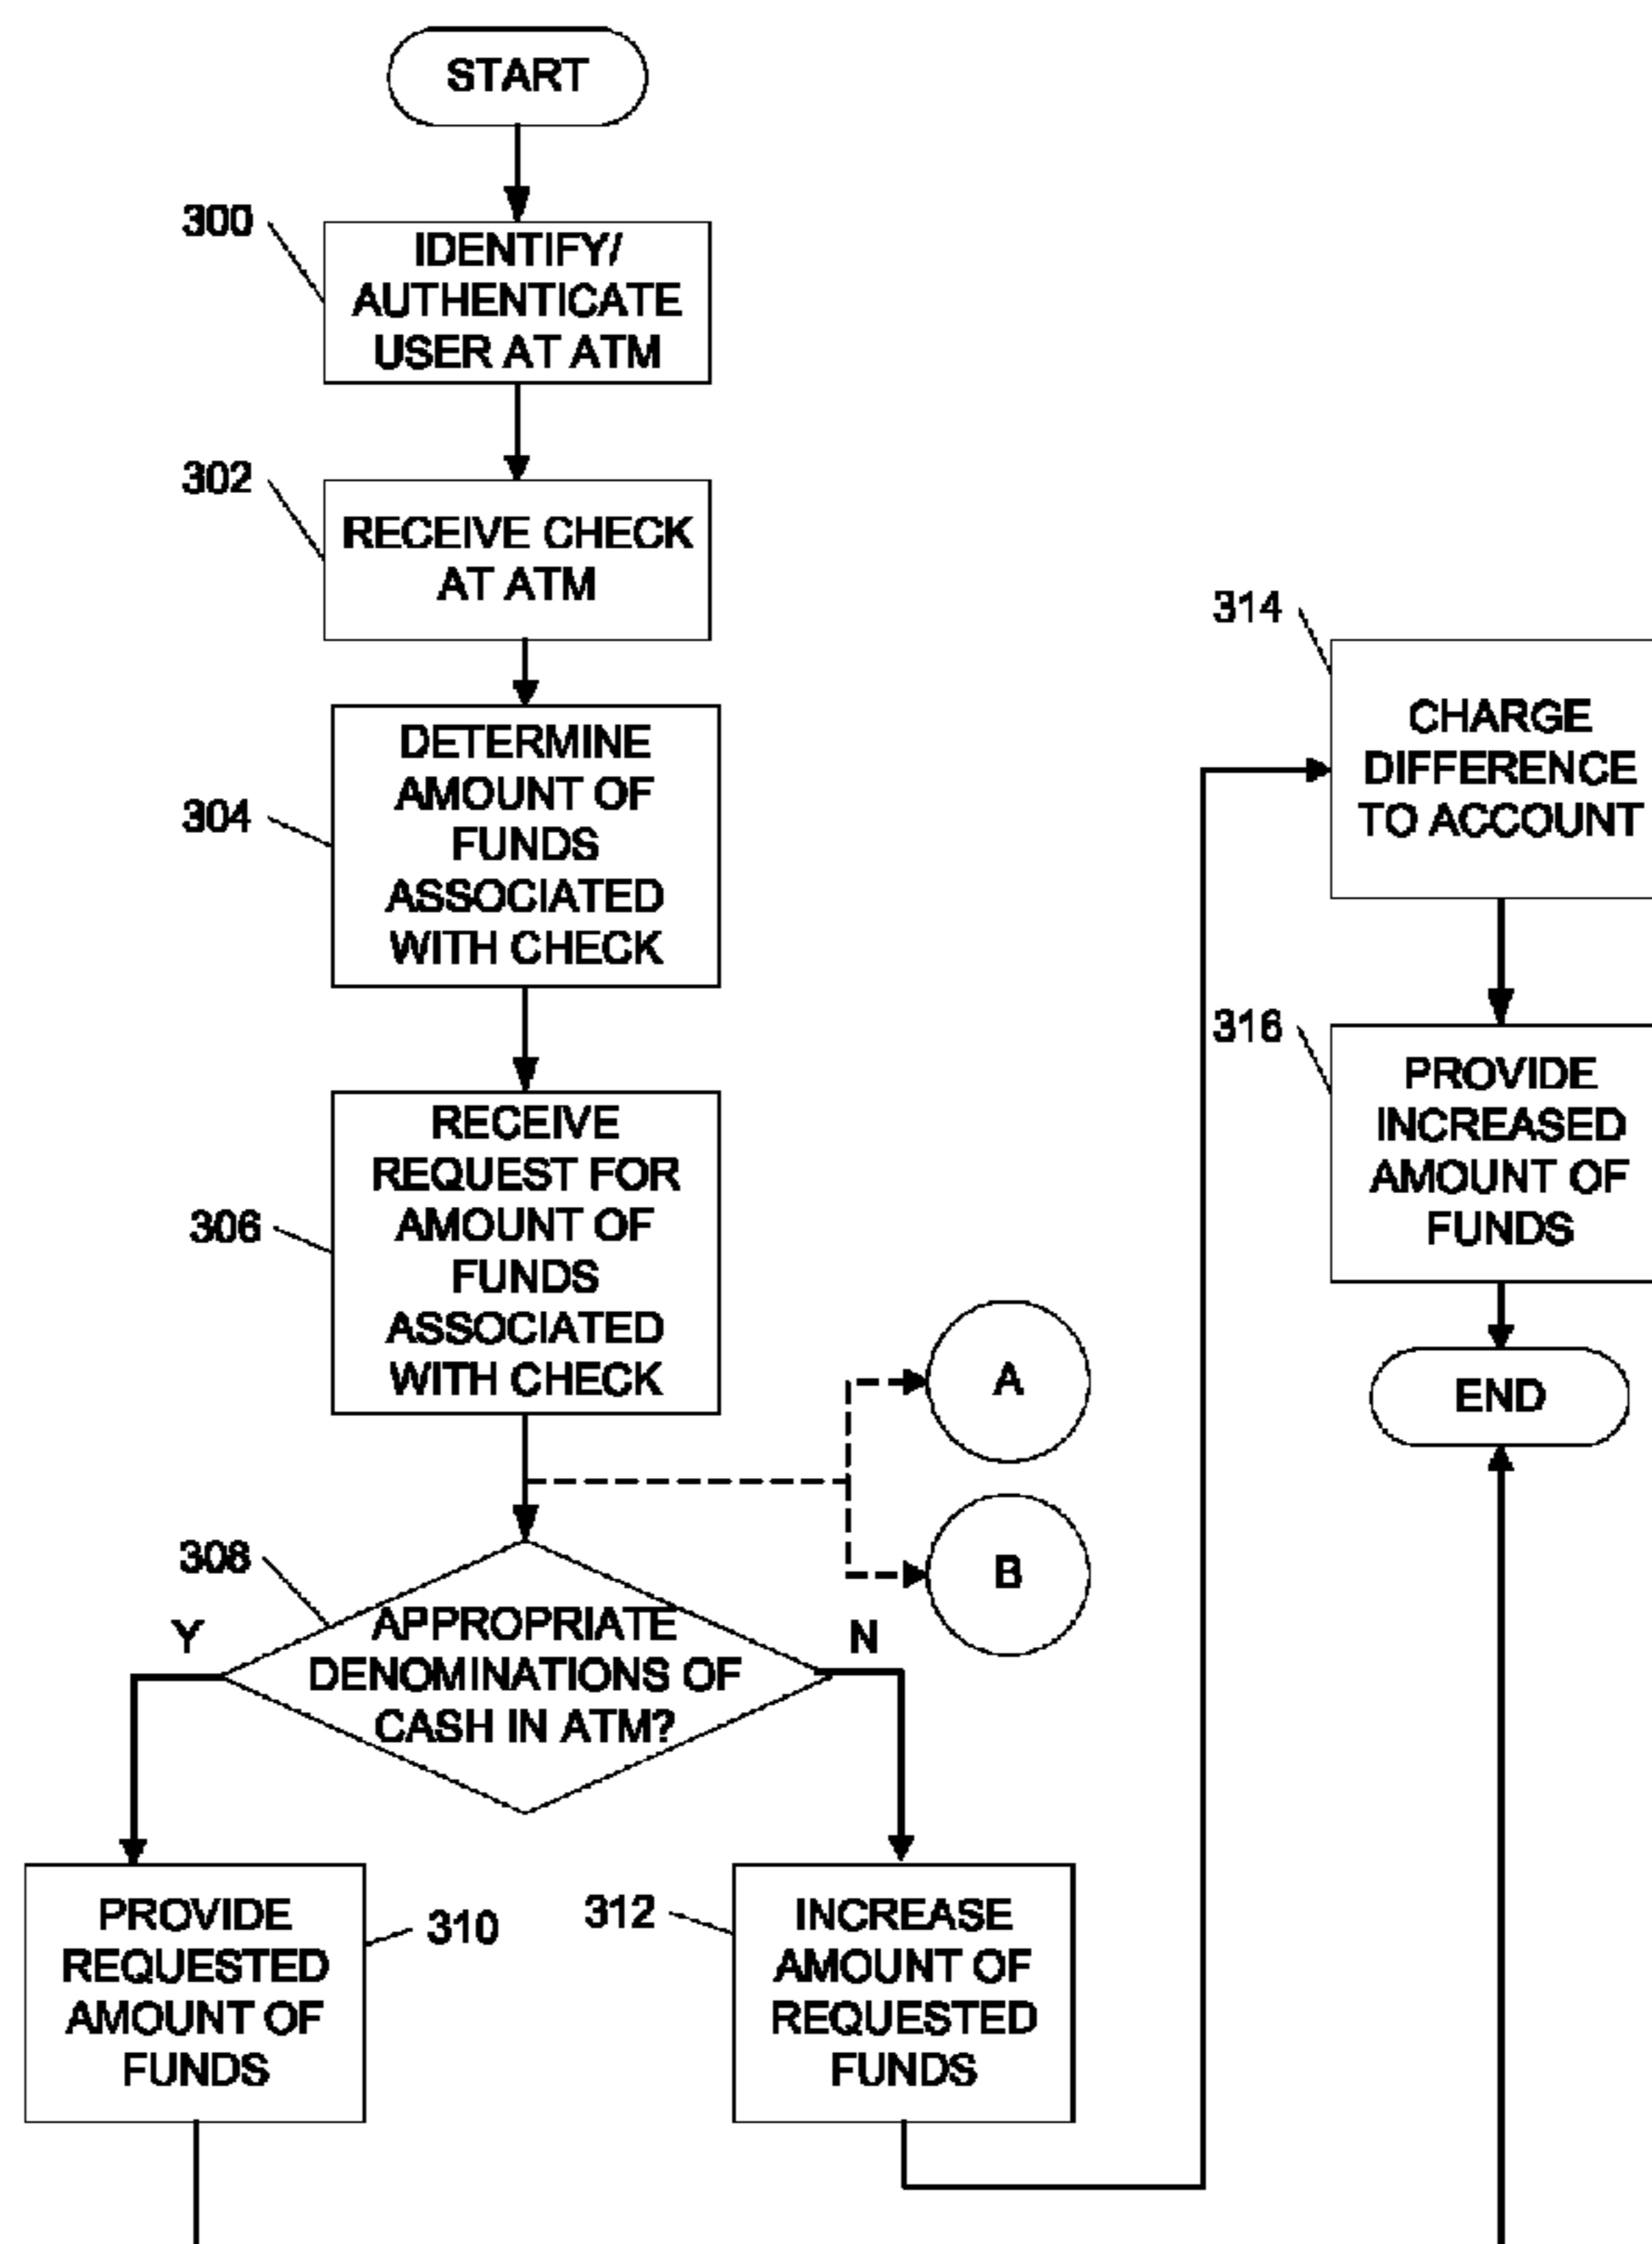 START
300
IDENTIFY/
AUTHENTICATE
USER AT ATM
302
RECEIVE CHECK
AT ATM
304
DETERMINE
AMOUNT OF
FUNDS
ASSOCIATED
WITH CHECK
306
RECEIVE
REQUEST FOR
AMOUNT OF
FUNDS
ASSOCIATED
WITH CHECK
A
B
308
Y
APPROPRIATE
DENOMINATIONS OF
CASH IN ATM?
N
PROVIDE
REQUESTED
AMOUNT OF
FUNDS
310
312
INCREASE
AMOUNT OF
REQUESTED
FUNDS
314
CHARGE
DIFFERENCE
TO ACCOUNT
316
PROVIDE
INCREASED
AMOUNT OF
FUNDS
END